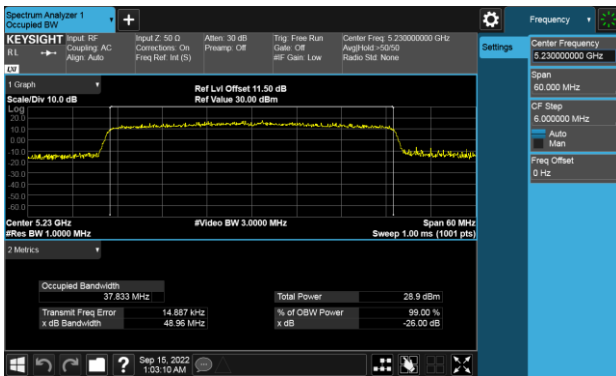 Spectrum Analyzer 1
Occupied BW
KEYSIGHT
RL
Input: RF
Coupling: AC
Align: Auto
Input Z: 50 Ω
Corrections: On
Freq Ref: Int (S)
Atten: 30 dB
Preamp: Off
Trig: Free Run
Gate: Off
#IF Gain: Low
Center Freq: 5.230000000 GHz
Avg|Hold:>50/50
Radio Std: None
LXI
1 Graph
Scale/Div 10.0 dB
Ref Lvl Offset 11.50 dB
Ref Value 30.00 dBm
Log
20.0
10.0
0.00
-10.0
-20.0
-30.0
-40.0
-50.0
-60.0
Center 5.23 GHz
#Res BW 1.0000 MHz
#Video BW 3.0000 MHz
Span 60 MHz
Sweep 1.00 ms (1001 pts)
2 Metrics
Occupied Bandwidth
37.833 MHz
Transmit Freq Error 14.887 kHz
x dB Bandwidth 48.96 MHz
Total Power 28.9 dBm
% of OBW Power 99.00 %
x dB -26.00 dB
Sep 15, 2022
1:03:10 AM
Frequency
Settings
Center Frequency
5.230000000 GHz
Span
60.000 MHz
CF Step
6.000000 MHz
Auto
Man
Freq Offset
0 Hz